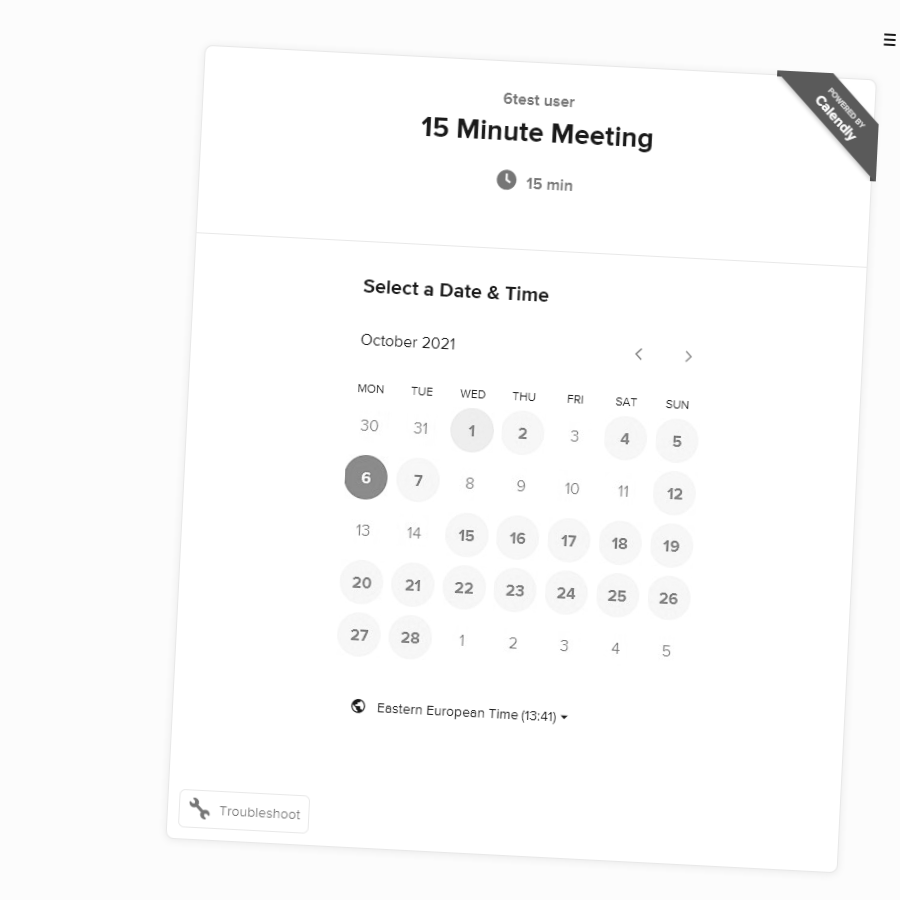 6test user
15 Minute Meeting
15 min
POWERED BY
Calendly
Select a Date & Time
October 2021
MON TUE WED THU FRI SAT SUN
30 31 1 2 3 4 5
6 7 8 9 10 11 12
13 14 15 16 17 18 19
20 21 22 23 24 25 26
27 28 1 2 3 4 5
Eastern European Time (13:41)
Troubleshoot